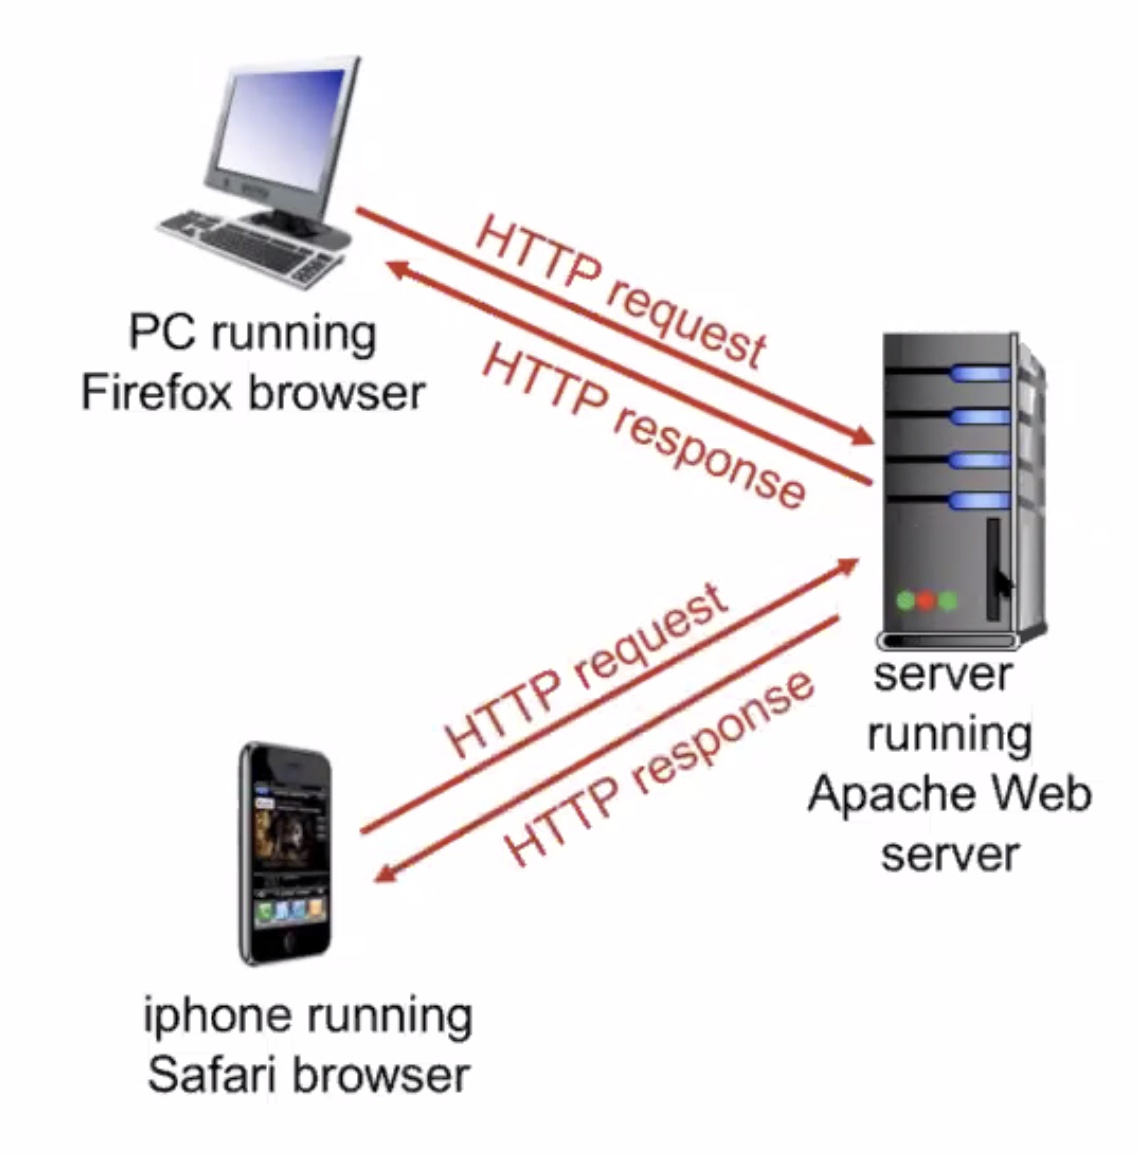 HTTP request
HTTP response
PC running
Firefox browser
HTTP request
HTTP response
server
running
Apache Web
server
iphone running
Safari browser